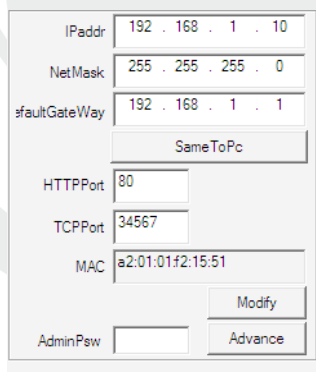 IPaddr 192 . 168 . 1 . 10
NetMask 255 . 255 . 255 . 0
efaultGateWay 192 . 168 . 1 . 1
SameToPc
HTTPPort 80
TCPPort 34567
MAC a2:01:01:f2:15:51
Modify
AdminPsw Advance